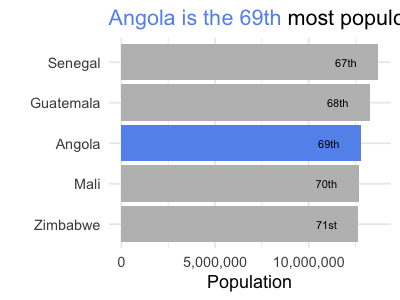 Angola is the 69th most populo
Senegal 67th
Guatemala 68th
Angola 69th
Mali 70th
Zimbabwe 71st
0 5,000,000 10,000,000
Population